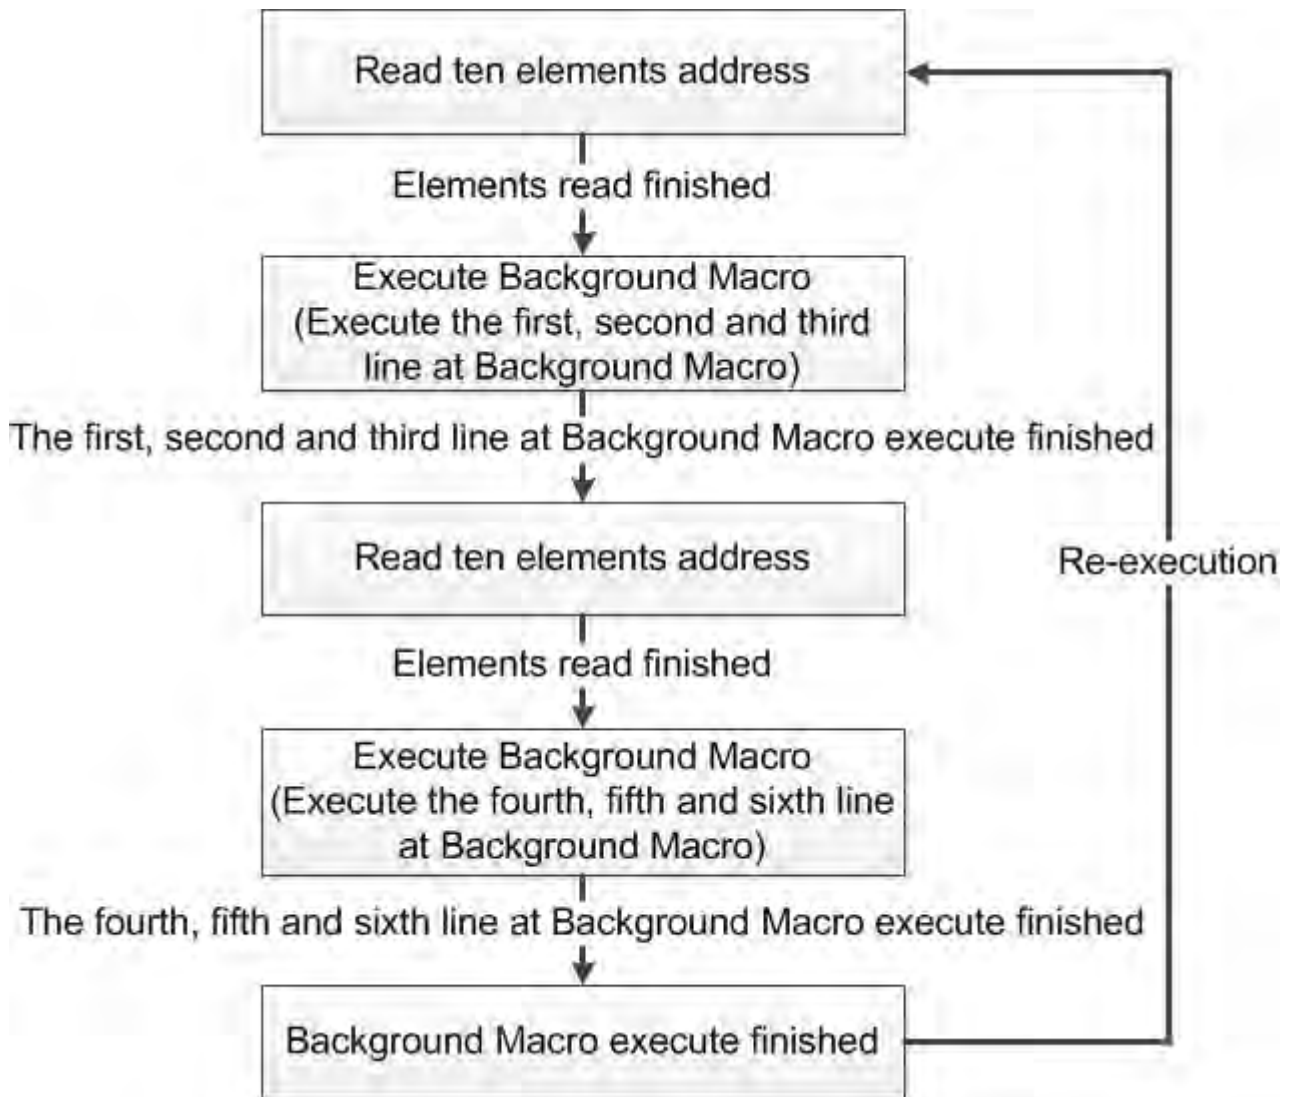 Read ten elements address
Elements read finished
Execute Background Macro
(Execute the first, second and third
line at Background Macro)
The first, second and third line at Background Macro execute finished
Read ten elements address
Re-execution
Elements read finished
Execute Background Macro
(Execute the fourth, fifth and sixth line
at Background Macro)
The fourth, fifth and sixth line at Background Macro execute finished
Background Macro execute finished